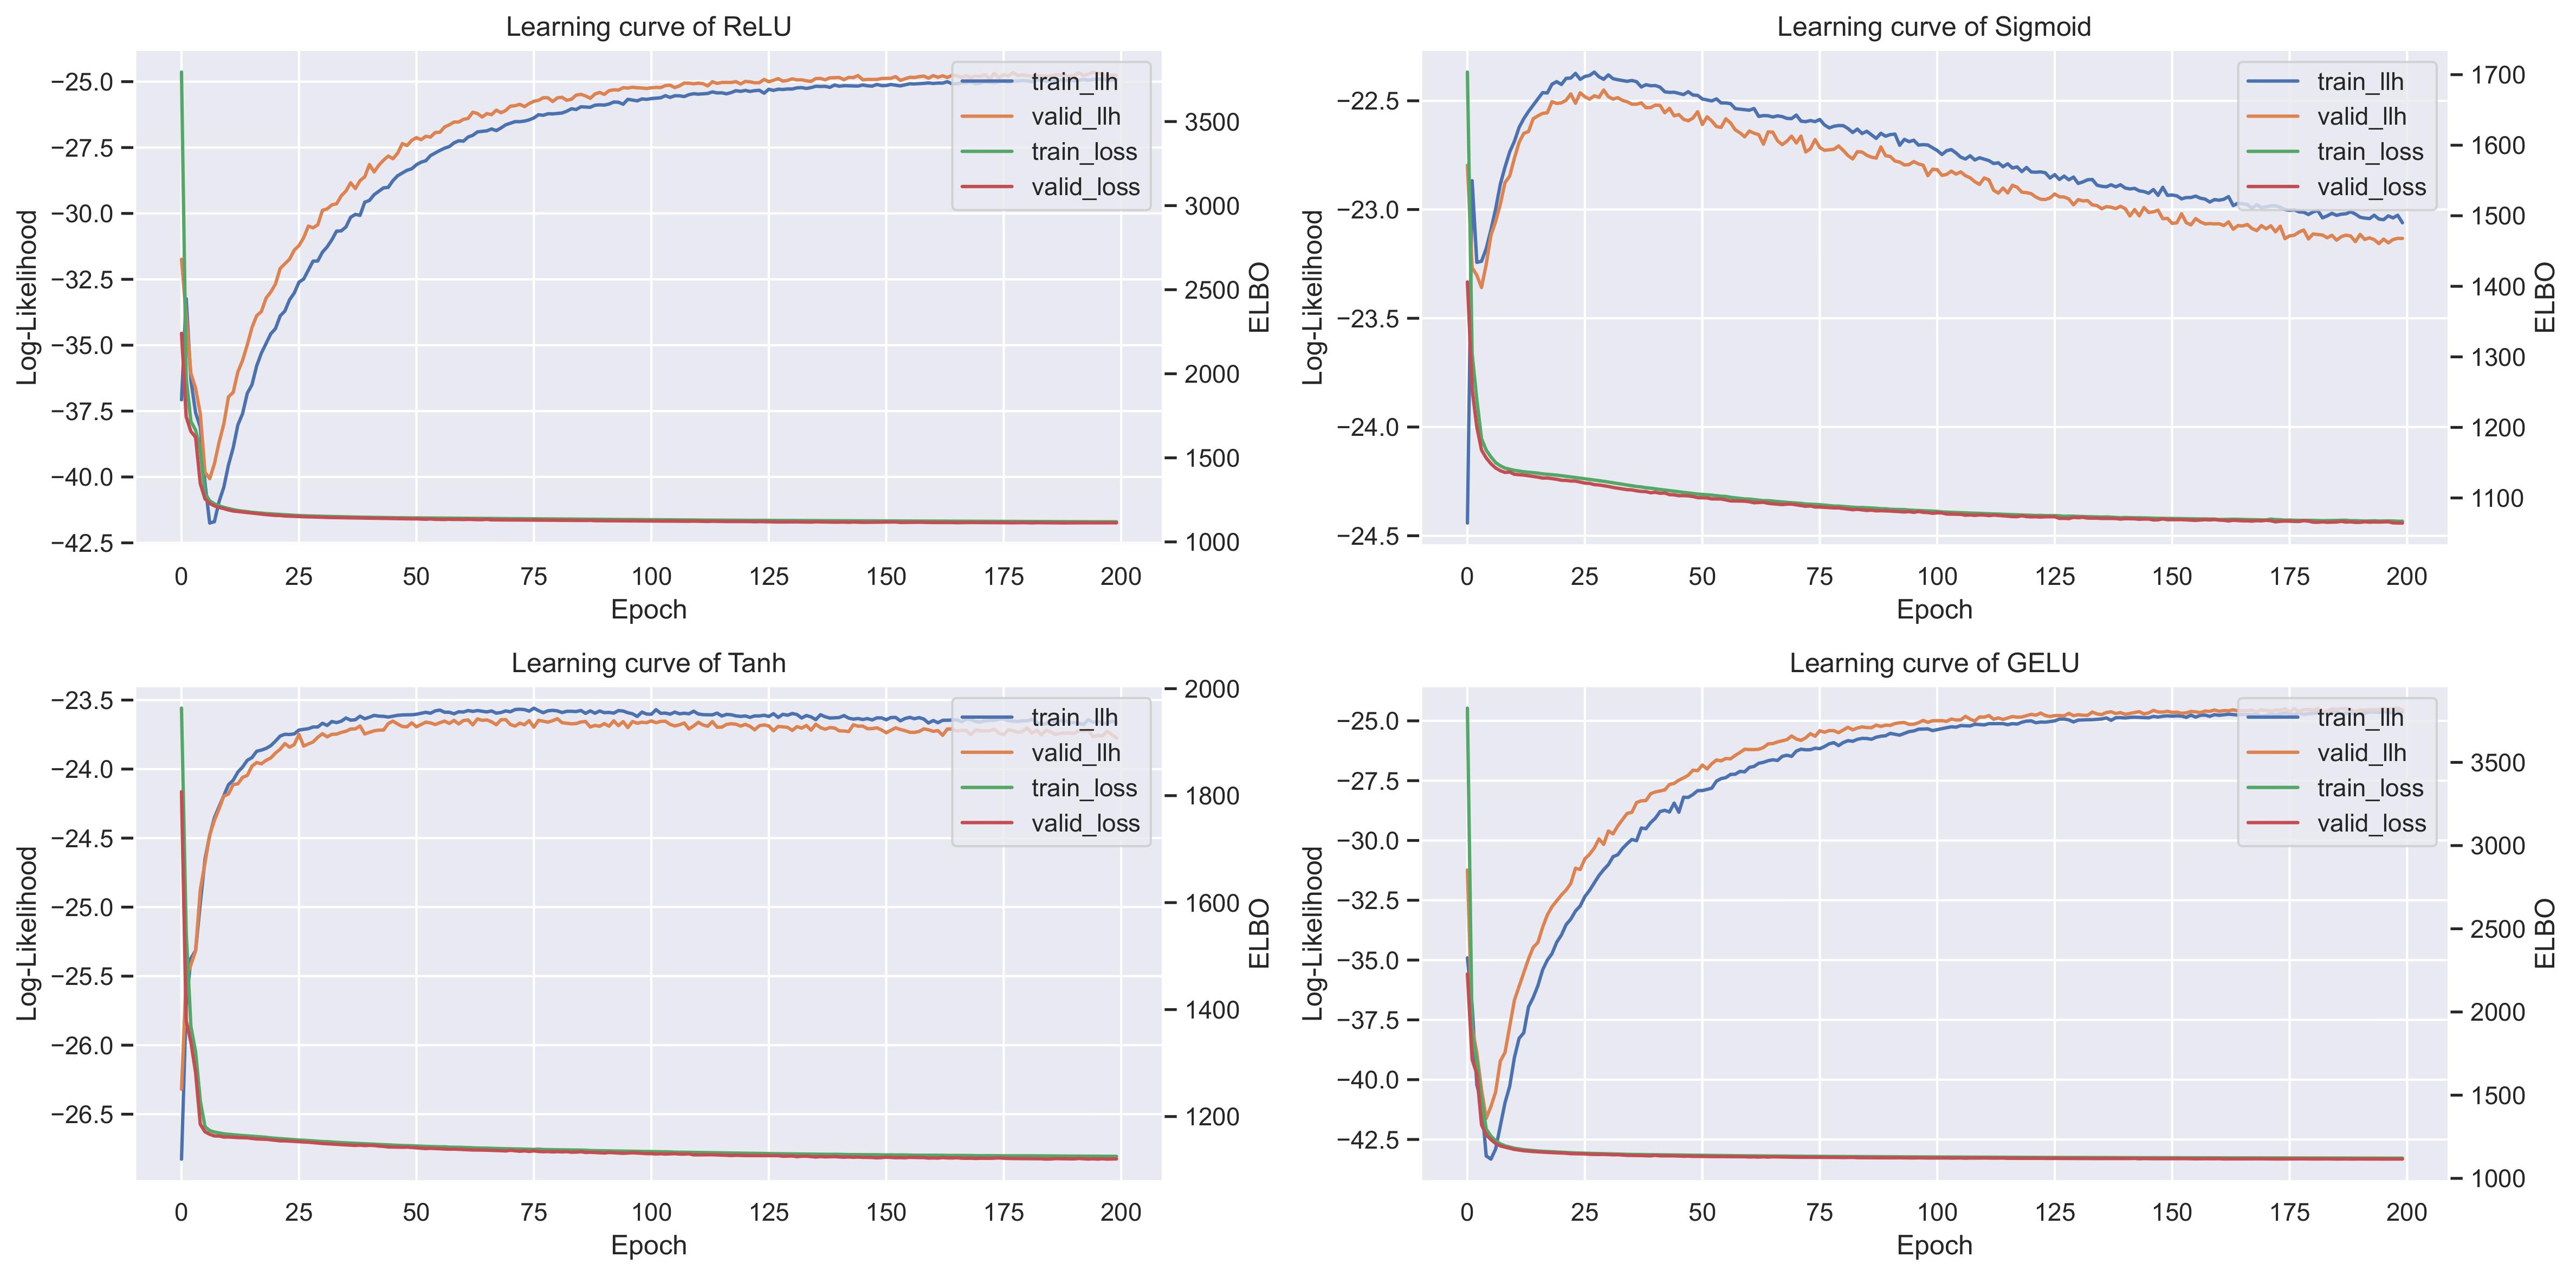 Learning curve of ReLU
Log-Likelihood
−25.0
−27.5
−30.0
−32.5
−35.0
−37.5
−40.0
−42.5
train_llh
valid_llh
train_loss
valid_loss
3500
3000
2500
2000
1500
1000
ELBO
0 25 50 75 100 125 150 175 200
Epoch
Learning curve of Sigmoid
Log-Likelihood
−22.5
−23.0
−23.5
−24.0
−24.5
train_llh
valid_llh
train_loss
valid_loss
1700
1600
1500
1400
1300
1200
1100
ELBO
0 25 50 75 100 125 150 175 200
Epoch
Learning curve of Tanh
Log-Likelihood
−23.5
−24.0
−24.5
−25.0
−25.5
−26.0
−26.5
train_llh
valid_llh
train_loss
valid_loss
2000
1800
1600
1400
1200
ELBO
0 25 50 75 100 125 150 175 200
Epoch
Learning curve of GELU
Log-Likelihood
−25.0
−27.5
−30.0
−32.5
−35.0
−37.5
−40.0
−42.5
train_llh
valid_llh
train_loss
valid_loss
3500
3000
2500
2000
1500
1000
ELBO
0 25 50 75 100 125 150 175 200
Epoch